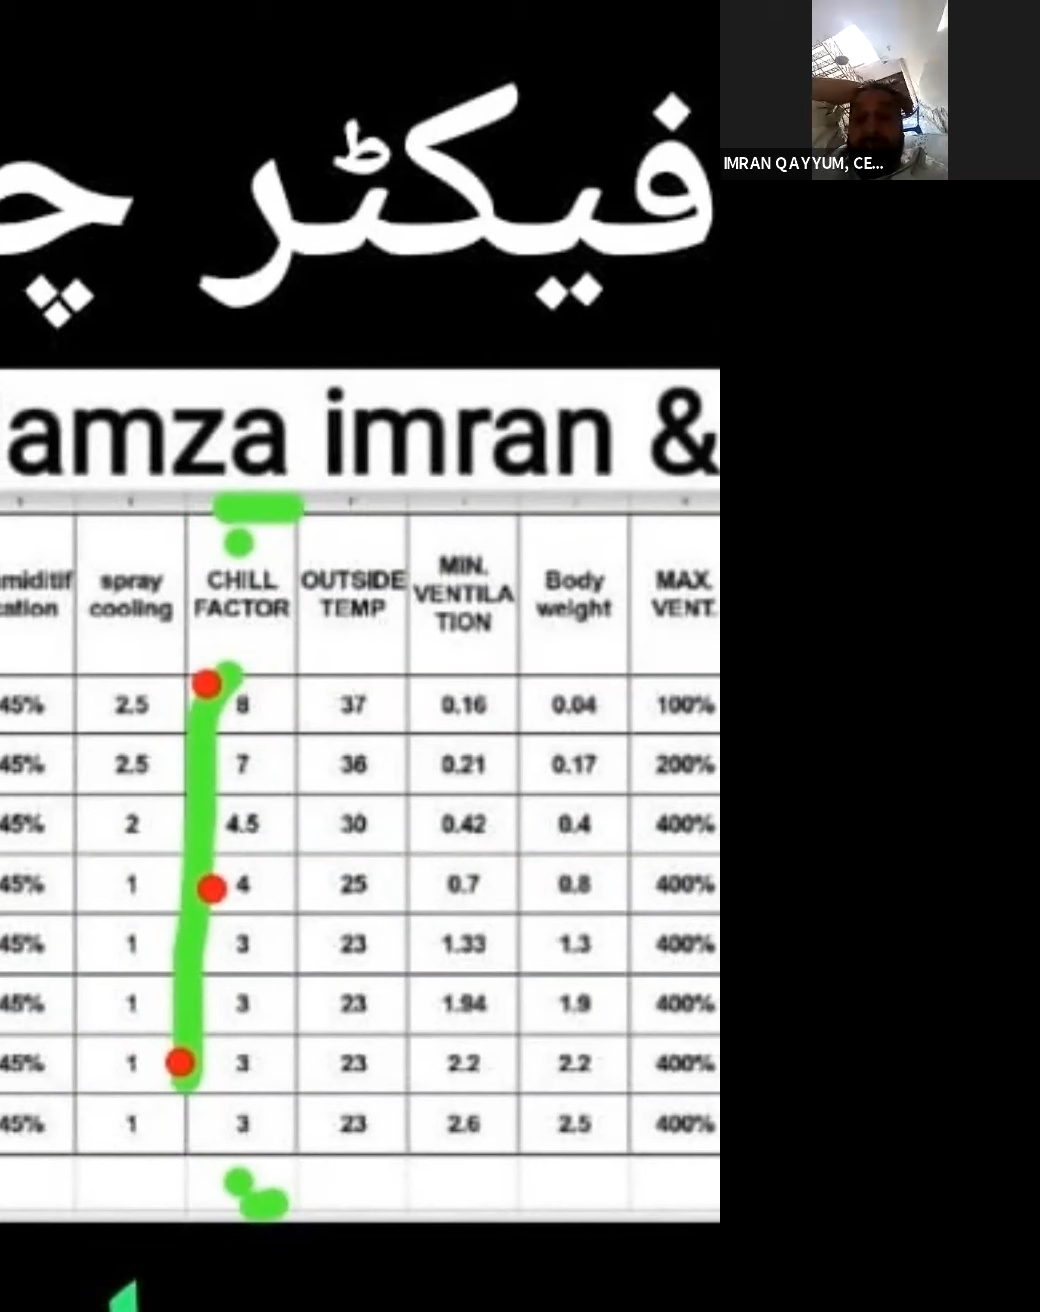 فیکٹر چ
IMRAN QAYYUM, CE...
amza imran &
miditif spray CHILL OUTSIDE MIN. Body MAX.
cation cooling FACTOR TEMP VENTILA weight VENT.
TION
45% 2.5 8 37 0.16 0.04 100%
45% 2.5 7 36 0.21 0.17 200%
45% 2 4.5 30 0.42 0.4 400%
45% 1 4 25 0.7 0.8 400%
45% 1 3 23 1.33 1.3 400%
45% 1 3 23 1.94 1.9 400%
45% 1 3 23 2.2 2.2 400%
45% 1 3 23 2.6 2.5 400%